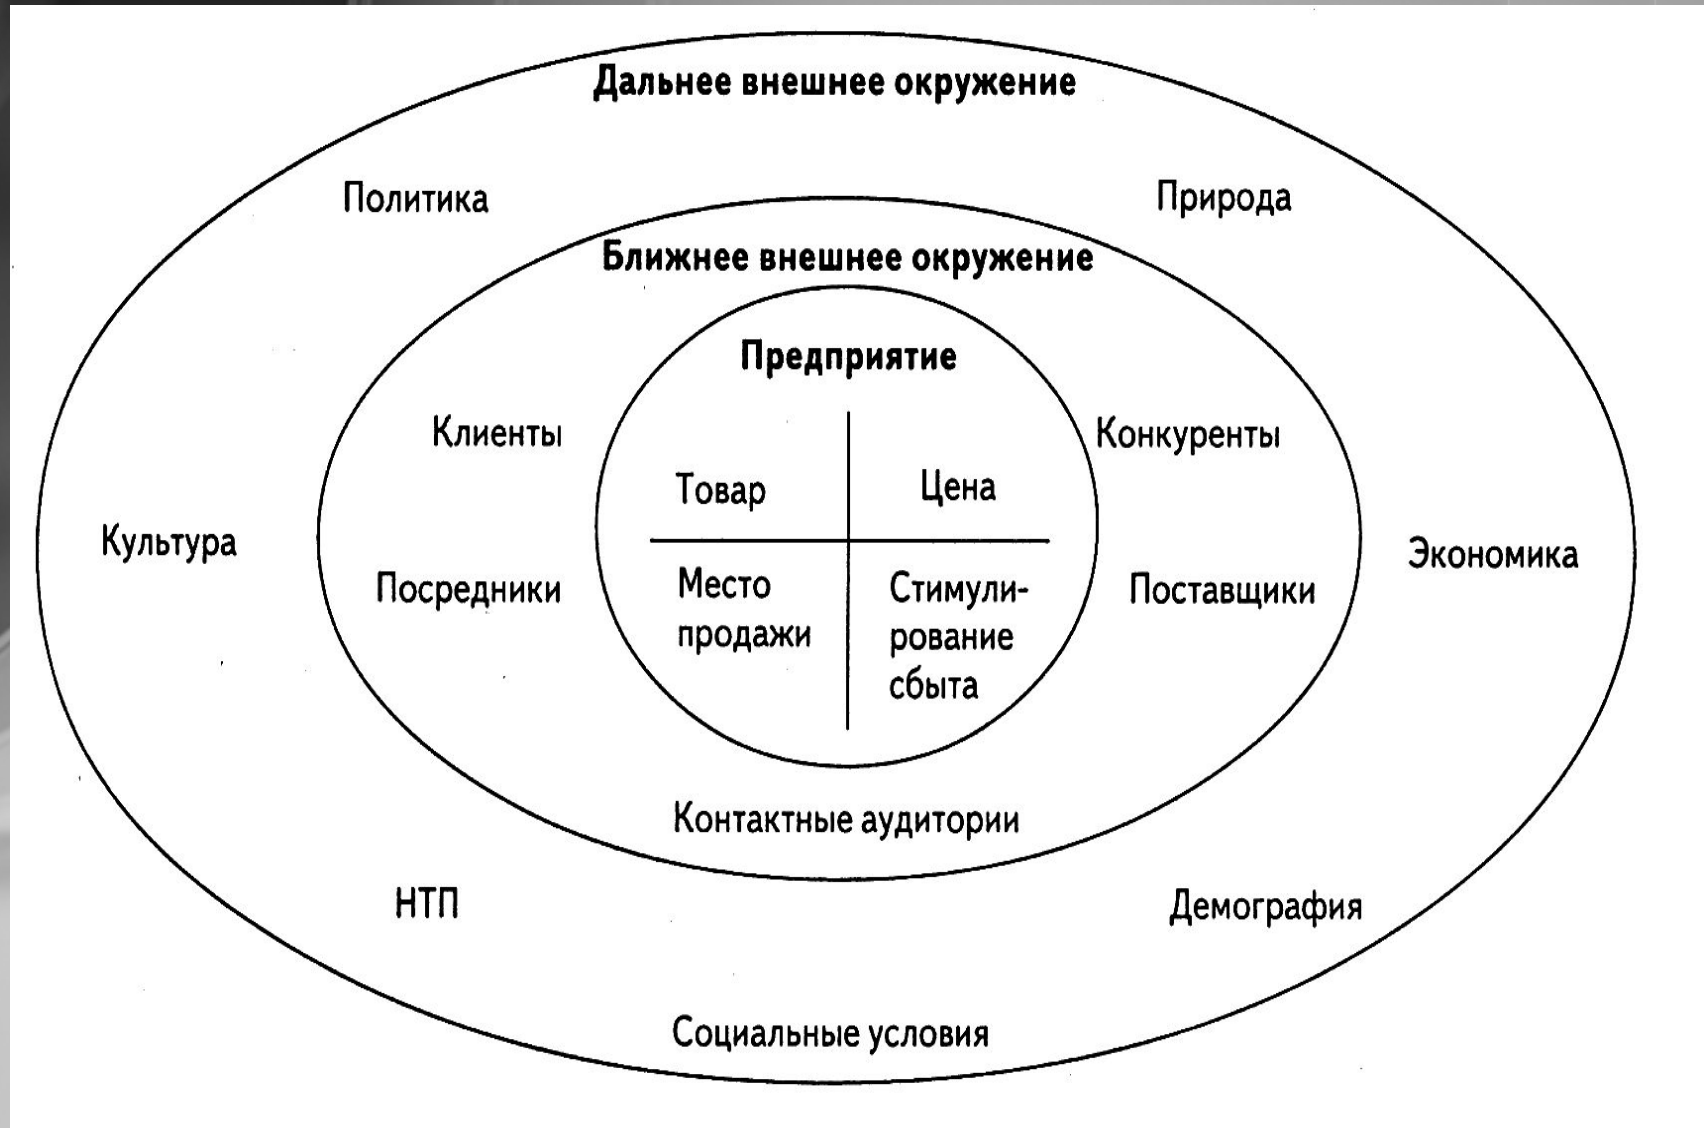 Дальнее внешнее окружение
Политика
Природа
Ближнее внешнее окружение
Предприятие
Клиенты
Конкуренты
Товар
Цена
Культура
Экономика
Посредники
Место
продажи
Стимули-
рование
сбыта
Поставщики
Контактные аудитории
НТП
Демография
Социальные условия